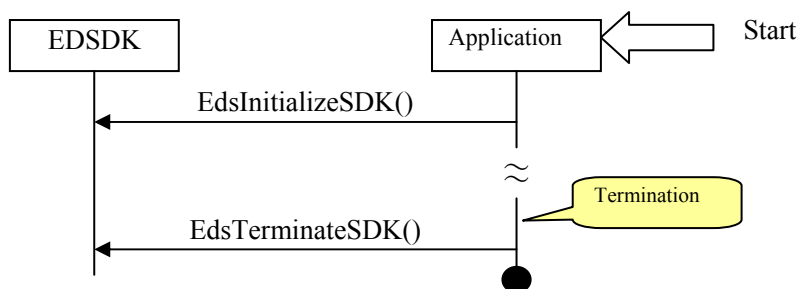 EDSDK
Application
Start
EdsInitializeSDK()
Termination
EdsTerminateSDK()